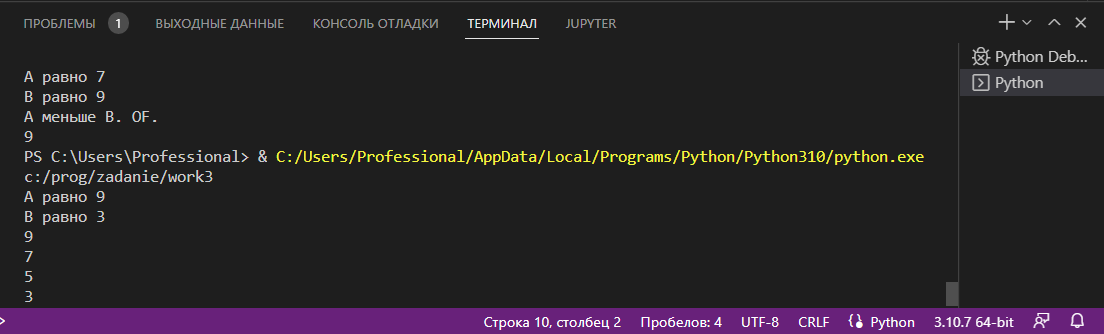 ПРОБЛЕМЫ 1 ВЫХОДНЫЕ ДАННЫЕ КОНСОЛЬ ОТЛАДКИ ТЕРМИНАЛ JUPYTER
А равно 7
В равно 9
А меньше В. OF.
9
PS C:\Users\Professional> & C:/Users/Professional/AppData/Local/Programs/Python/Python310/python.exe
c:/prog/zadanie/work3
А равно 9
В равно 3
9
7
5
3
Python Deb...
Python
Строка 10, столбец 2 Пробелов: 4 UTF-8 CRLF Python 3.10.7 64-bit